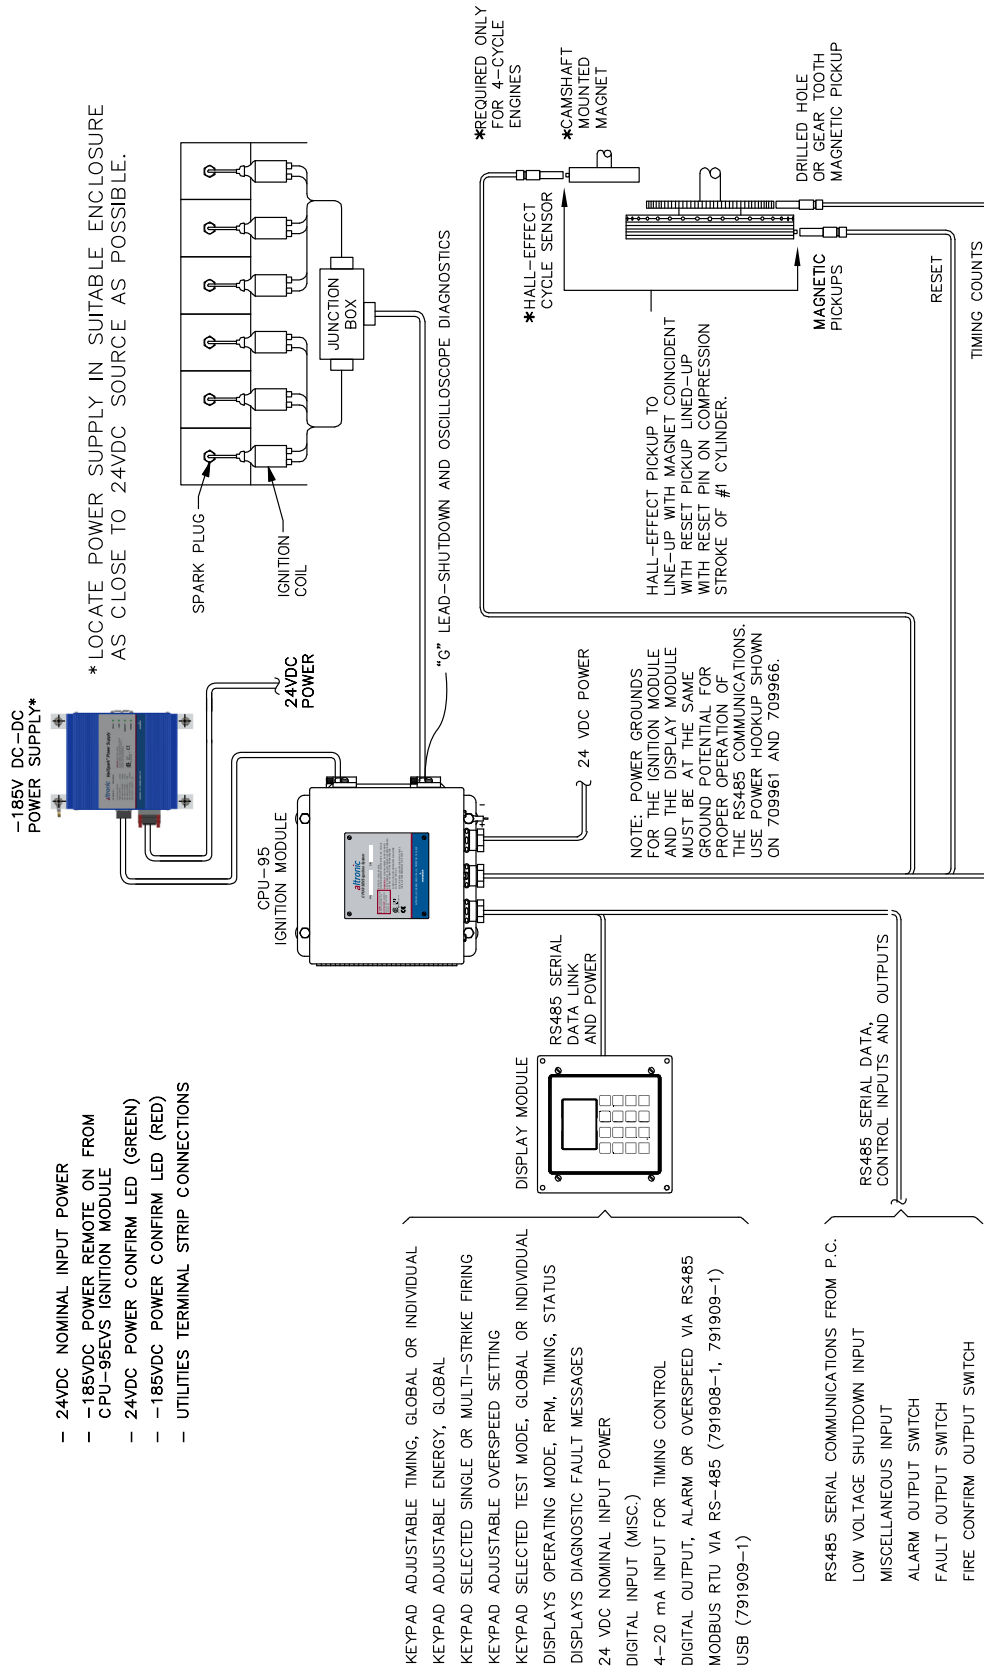 *LOCATE POWER SUPPLY IN SUITABLE ENCLOSURE
AS CLOSE TO 24VDC SOURCE AS POSSIBLE.
-185V DC-DC
POWER SUPPLY*
– 24VDC NOMINAL INPUT POWER
– -185VDC POWER REMOTE ON FROM
CPU-95EVS IGNITION MODULE
– 24VDC POWER CONFIRM LED (GREEN)
– -185VDC POWER CONFIRM LED (RED)
– UTILITIES TERMINAL STRIP CONNECTIONS
24VDC
POWER
SPARK PLUG
IGNITION
COIL
JUNCTION
BOX
CPU-95
IGNITION MODULE
altronic
"G" LEAD-SHUTDOWN AND OSCILLOSCOPE DIAGNOSTICS
*REQUIRED ONLY
FOR 4-CYCLE
ENGINES
*HALL-EFFECT
CYCLE SENSOR
*CAMSHAFT
MOUNTED
MAGNET
KEYPAD ADJUSTABLE TIMING, GLOBAL OR INDIVIDUAL
KEYPAD ADJUSTABLE ENERGY, GLOBAL
KEYPAD SELECTED SINGLE OR MULTI-STRIKE FIRING
KEYPAD ADJUSTABLE OVERSPEED SETTING
KEYPAD SELECTED TEST MODE, GLOBAL OR INDIVIDUAL
DISPLAYS OPERATING MODE, RPM, TIMING, STATUS
DISPLAYS DIAGNOSTIC FAULT MESSAGES
24 VDC NOMINAL INPUT POWER
DIGITAL INPUT (MISC.)
4-20 mA INPUT FOR TIMING CONTROL
DIGITAL OUTPUT, ALARM OR OVERSPEED VIA RS485
MODBUS RTU VIA RS-485 (791908-1, 791909-1)
USB (791909-1)
DISPLAY MODULE
RS485 SERIAL
DATA LINK
AND POWER
24 VDC POWER
NOTE: POWER GROUNDS
FOR THE IGNITION MODULE
AND THE DISPLAY MODULE
MUST BE AT THE SAME
GROUND POTENTIAL FOR
PROPER OPERATION OF
THE RS485 COMMUNICATIONS.
USE POWER HOOKUP SHOWN
ON 709961 AND 709966.
HALL-EFFECT PICKUP TO
LINE-UP WITH MAGNET COINCIDENT
WITH RESET PICKUP LINED-UP
WITH RESET PIN ON COMPRESSION
STROKE OF #1 CYLINDER.
MAGNETIC
PICKUPS
DRILLED HOLE
OR GEAR TOOTH
MAGNETIC PICKUP
RESET
TIMING COUNTS
RS485 SERIAL DATA,
CONTROL INPUTS AND OUTPUTS
RS485 SERIAL COMMUNICATIONS FROM P.C.
LOW VOLTAGE SHUTDOWN INPUT
MISCELLANEOUS INPUT
ALARM OUTPUT SWITCH
FAULT OUTPUT SWITCH
FIRE CONFIRM OUTPUT SWITCH